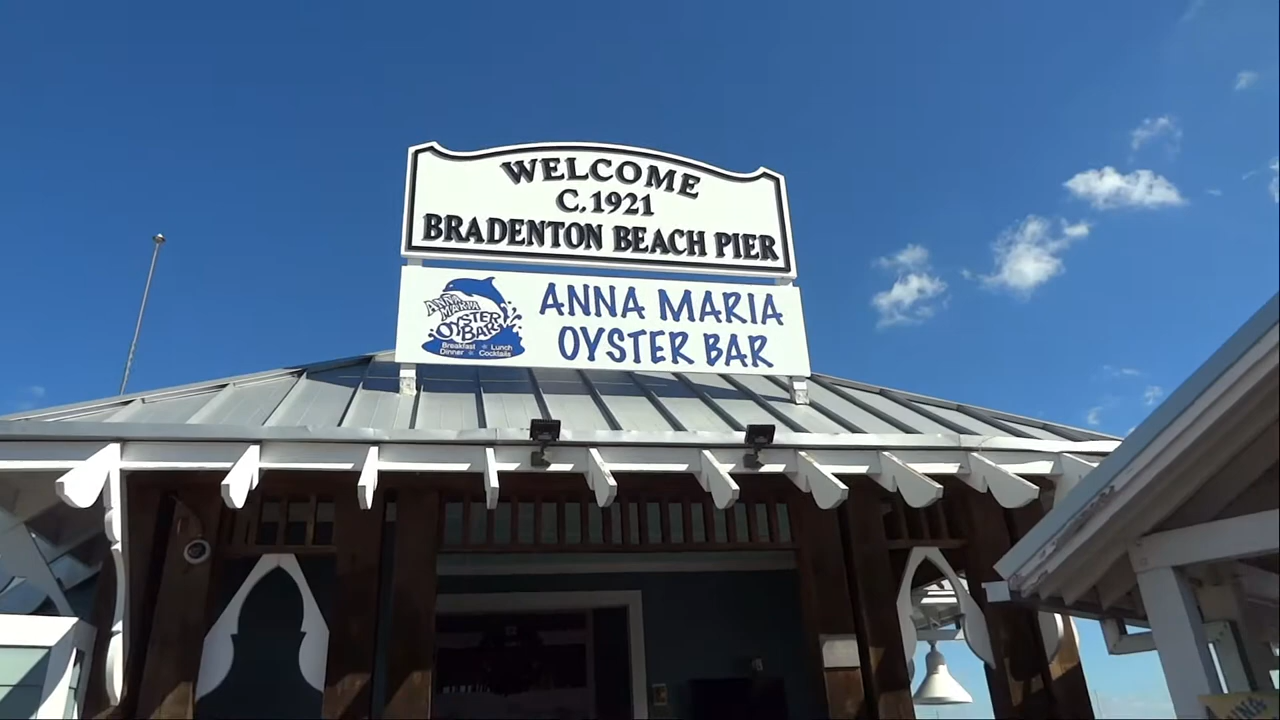 WELCOME
C.1921
BRADENTON BEACH PIER
ANNA MARIA
OYSTER BAR
ANNA
MARIA
OYSTER
BAR
Breakfast Lunch
Dinner Cocktails